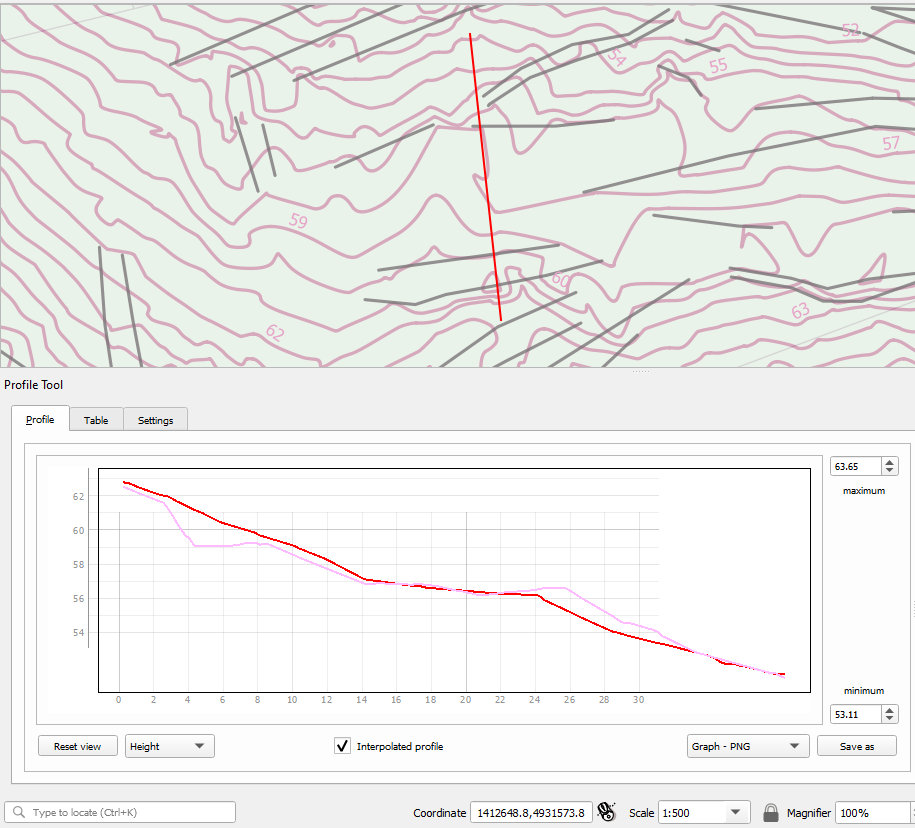 52
54
55
57
59
60
63
62
Profile Tool
Profile
Table
Settings
63.65
maximum
62
60
58
56
54
0 2 4 6 8 10 12 14 16 18 20 22 24 26 28 30
minimum
53.11
Reset view
Height
Interpolated profile
Graph - PNG
Save as
Type to locate (Ctrl+K)
Coordinate 1412648.8,4931573.8 Scale 1:500 Magnifier 100%